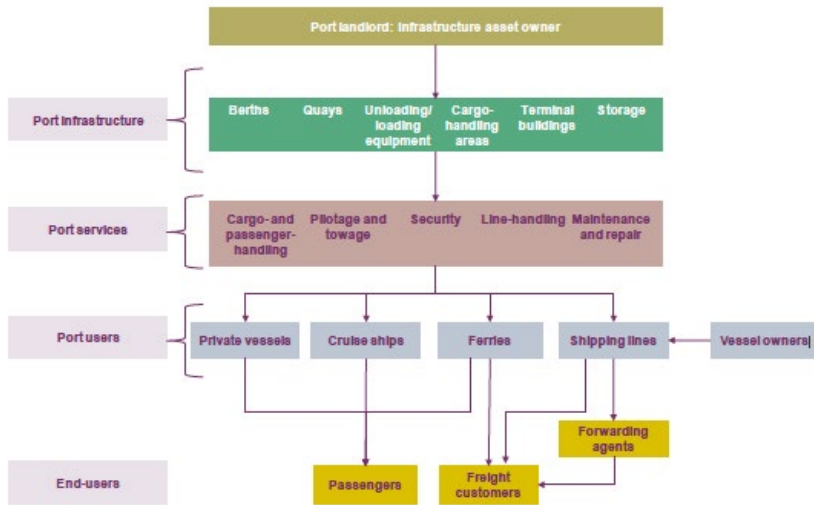 Port landlord: Infrastructure asset owner
Port infrastructure
Berths
Quays
Unloading/
loading
equipment
Cargo-
handling
areas
Terminal
buildings
Storage
Port services
Cargo- and
passenger-
handling
Pilotage and
towage
Security
Line-handling
Maintenance
and repair
Port users
Private vessels
Cruise ships
Ferries
Shipping lines
Vessel owners
Forwarding
agents
End-users
Passengers
Freight
customers